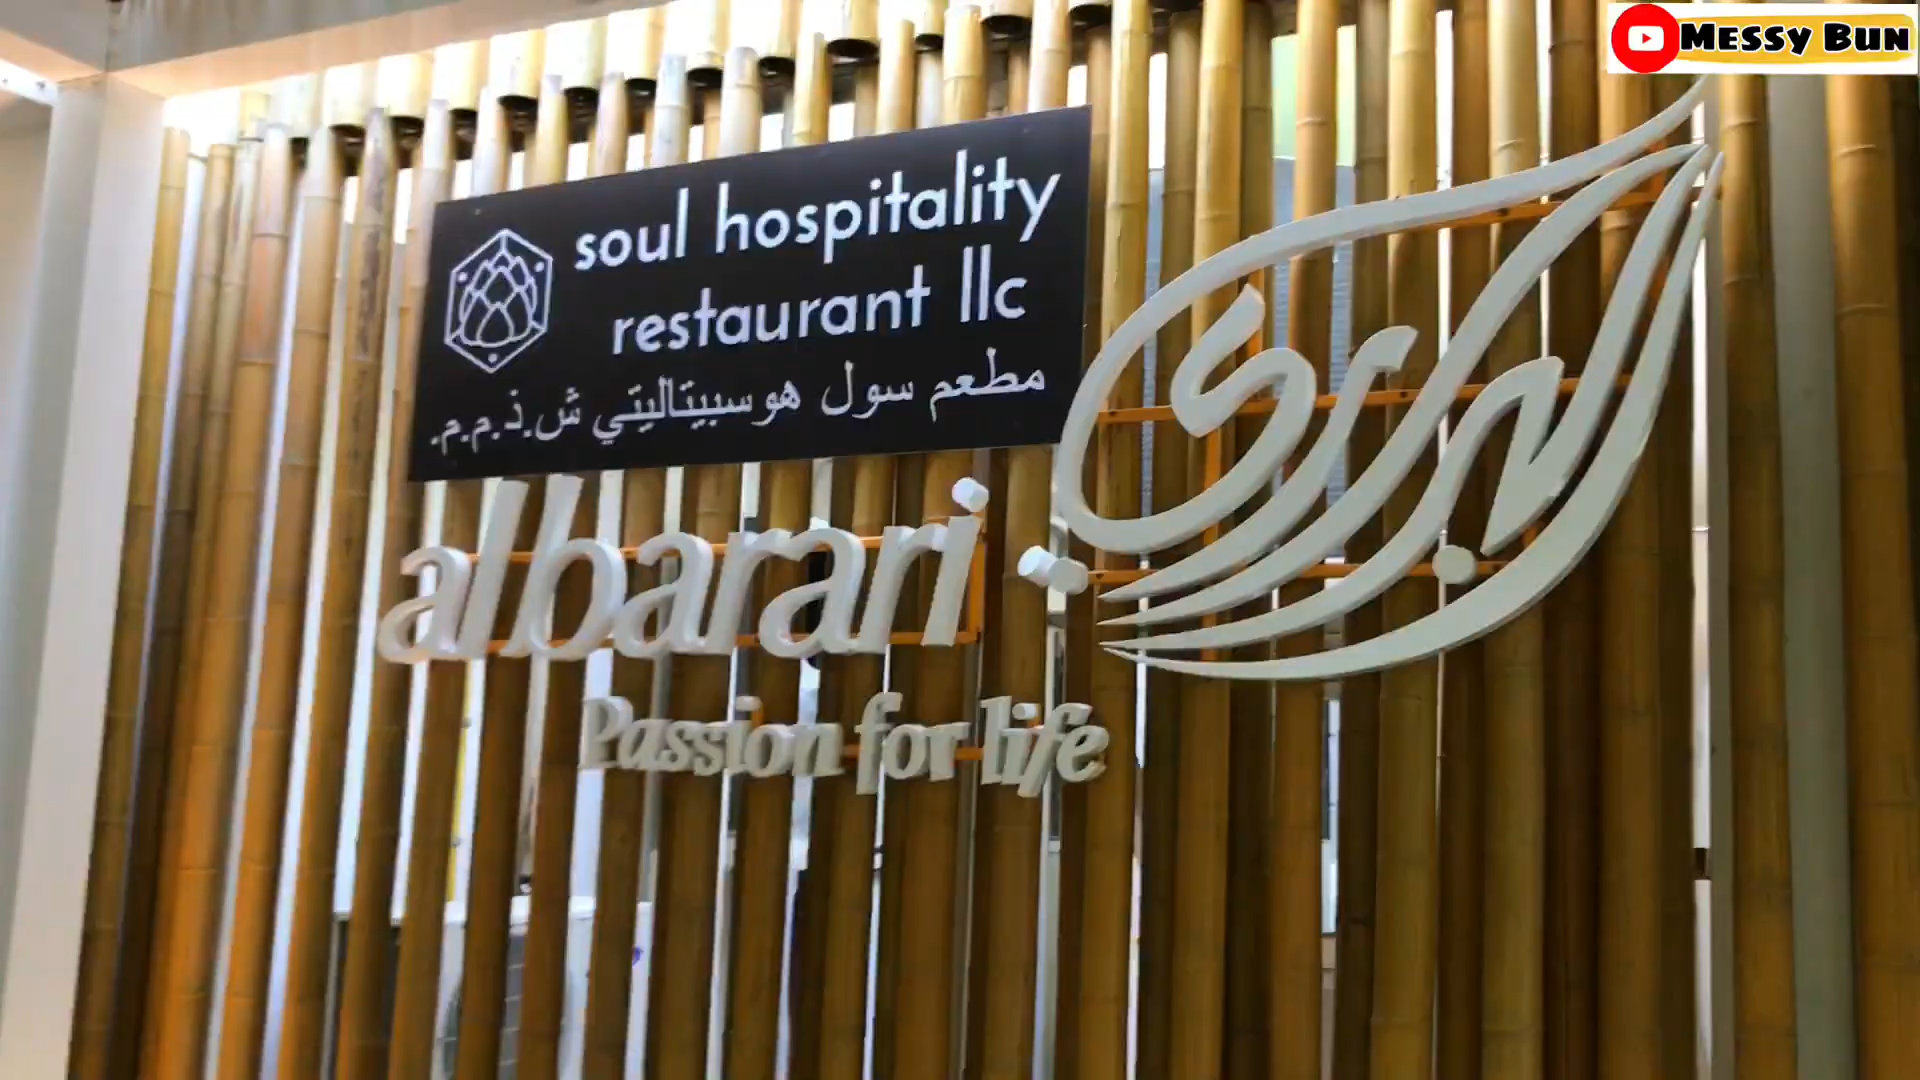 Messy Bun
soul hospitality
restaurant llc
مطعم سول هوسبيتاليتي ش.ذ.م.م.
albarari
البراري
Passion for life